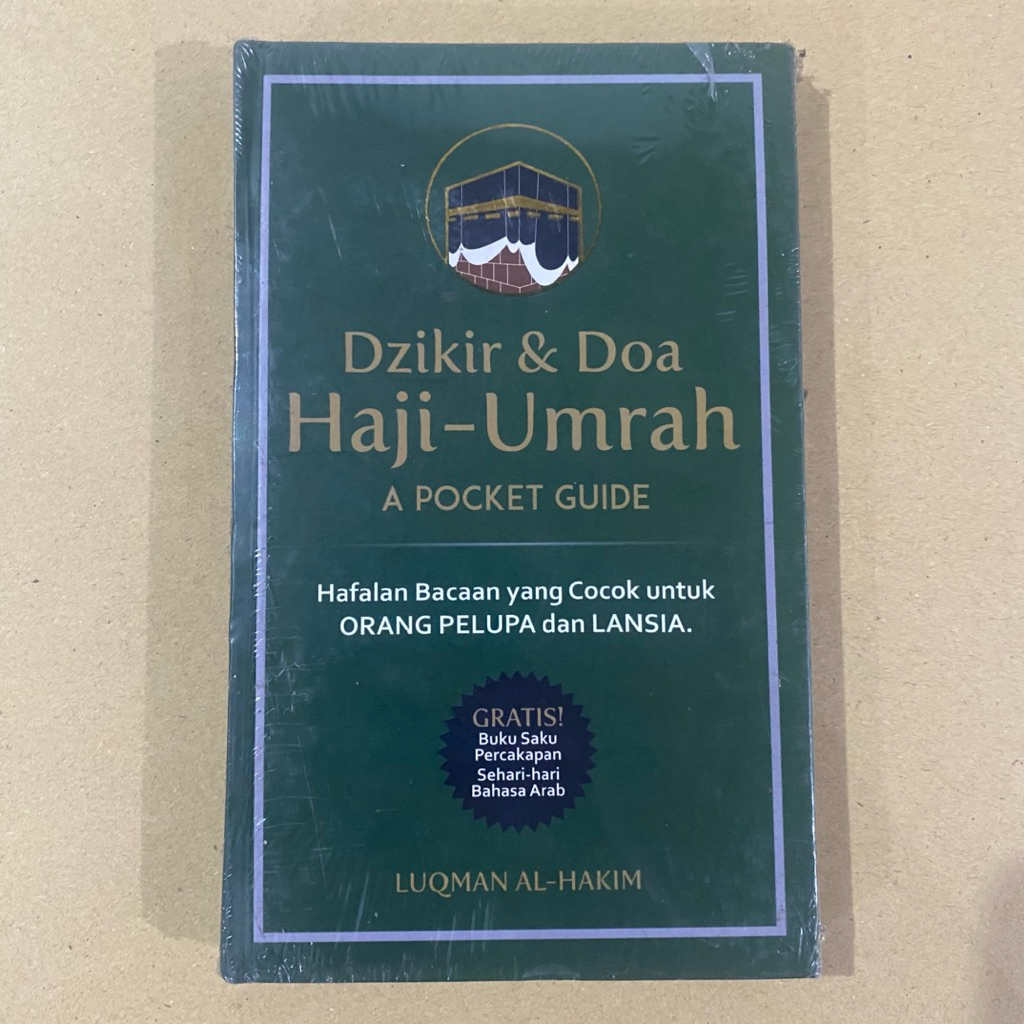 Dzikir & Doa
Haji-Umrah
A POCKET GUIDE
Hafalan Bacaan yang Cocok untuk
ORANG PELUPA dan LANSIA.
GRATIS!
Buku Saku
Percakapan
Sehari-hari
Bahasa Arab
LUQMAN AL-HAKIM